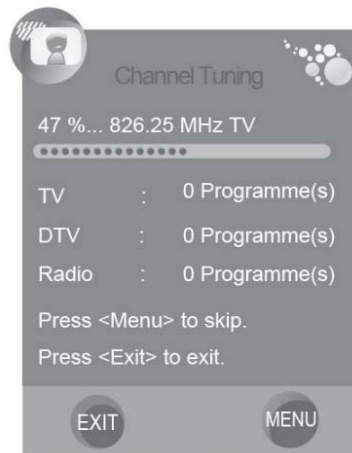 Channel Tuning
47 %... 826.25 MHz TV
TV : 0 Programme(s)
DTV : 0 Programme(s)
Radio : 0 Programme(s)
Press <Menu> to skip.
Press <Exit> to exit.
EXIT MENU